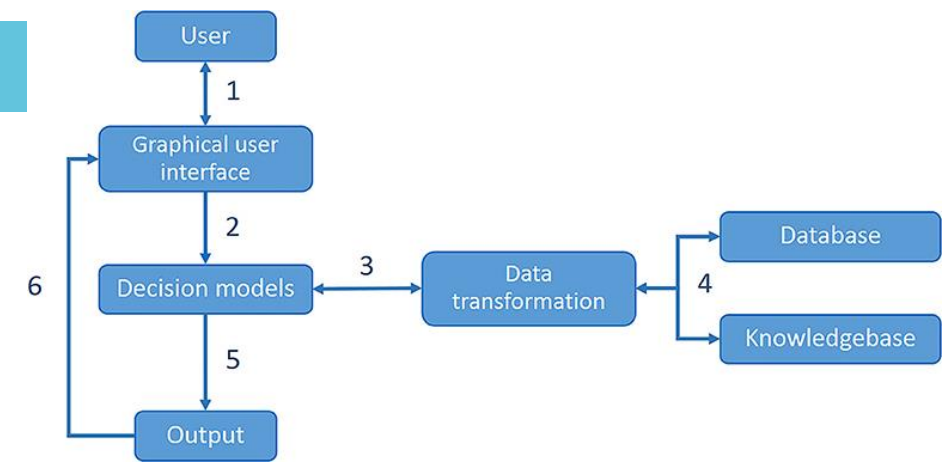 User
1
Graphical user
interface
2
Decision models
3
Data
transformation
4
Database
Knowledgebase
5
6
Output